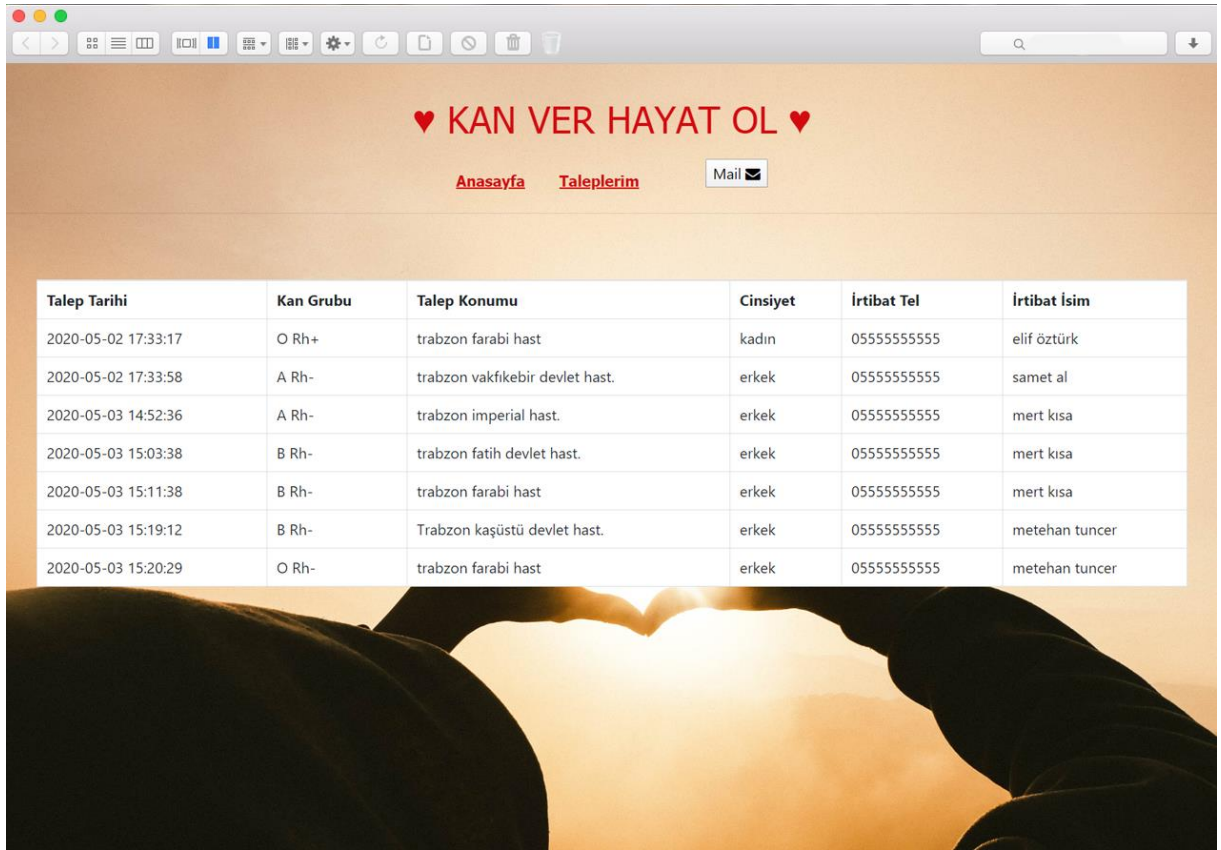 ♥ KAN VER HAYAT OL ♥
Anasayfa Taleplerim Mail
Talep Tarihi Kan Grubu Talep Konumu Cinsiyet İrtibat Tel İrtibat İsim
2020-05-02 17:33:17 O Rh+ trabzon farabi hast kadın 05555555555 elif öztürk
2020-05-02 17:33:58 A Rh- trabzon vakfıkebir devlet hast. erkek 05555555555 samet al
2020-05-03 14:52:36 A Rh- trabzon imperial hast. erkek 05555555555 mert kısa
2020-05-03 15:03:38 B Rh- trabzon fatih devlet hast. erkek 05555555555 mert kısa
2020-05-03 15:11:38 B Rh- trabzon farabi hast erkek 05555555555 mert kısa
2020-05-03 15:19:12 B Rh- Trabzon kaşüstü devlet hast. erkek 05555555555 metehan tuncer
2020-05-03 15:20:29 O Rh- trabzon farabi hast erkek 05555555555 metehan tuncer